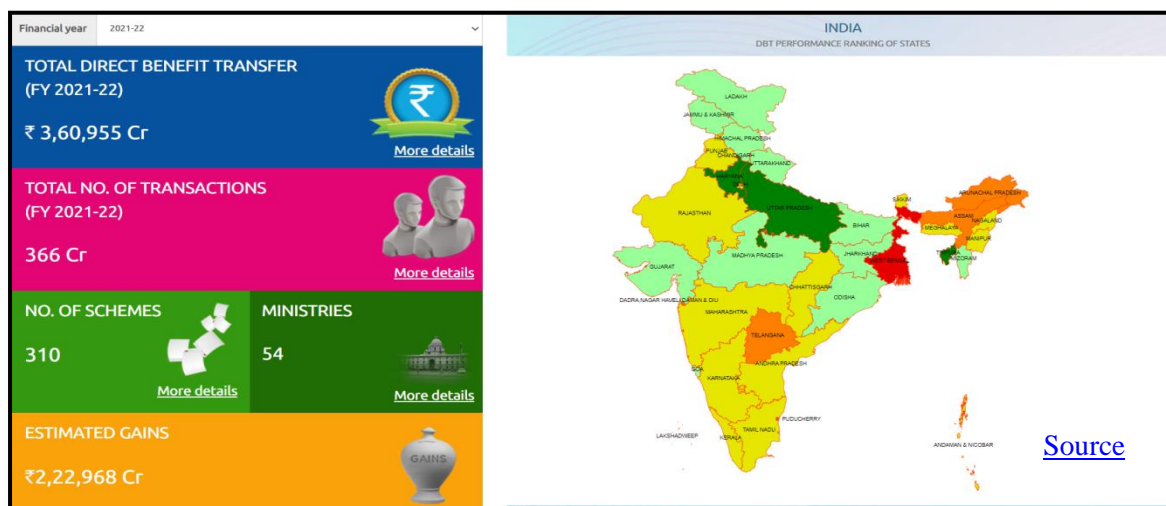 Financial year 2021-22
TOTAL DIRECT BENEFIT TRANSFER
(FY 2021-22)
₹ 3,60,955 Cr
More details
TOTAL NO. OF TRANSACTIONS
(FY 2021-22)
366 Cr
More details
NO. OF SCHEMES
310
More details
MINISTRIES
54
More details
ESTIMATED GAINS
₹2,22,968 Cr
GAINS
INDIA
DBT PERFORMANCE RANKING OF STATES
LADAKH
JAMMU & KASHMIR
HIMACHAL PRADESH
PUNJAB
CHANDIGARH
UTTARAKHAND
HARYANA
ARUNACHAL PRADESH
SIKKIM
RAJASTHAN
UTTAR PRADESH
ASSAM
NAGALAND
BIHAR
MEGHALAYA
MANIPUR
TRIPURA
MIZORAM
GUJARAT
MADHYA PRADESH
JHARKHAND
WEST BENGAL
CHHATTISGARH
ODISHA
DADRA,NAGAR HAVELI,DAMAN & DIU
MAHARASHTRA
TELANGANA
ANDHRA PRADESH
GOA
KARNATAKA
PUDUCHERRY
TAMIL NADU
LAKSHADWEEP
KERALA
ANDAMAN & NICOBAR
Source